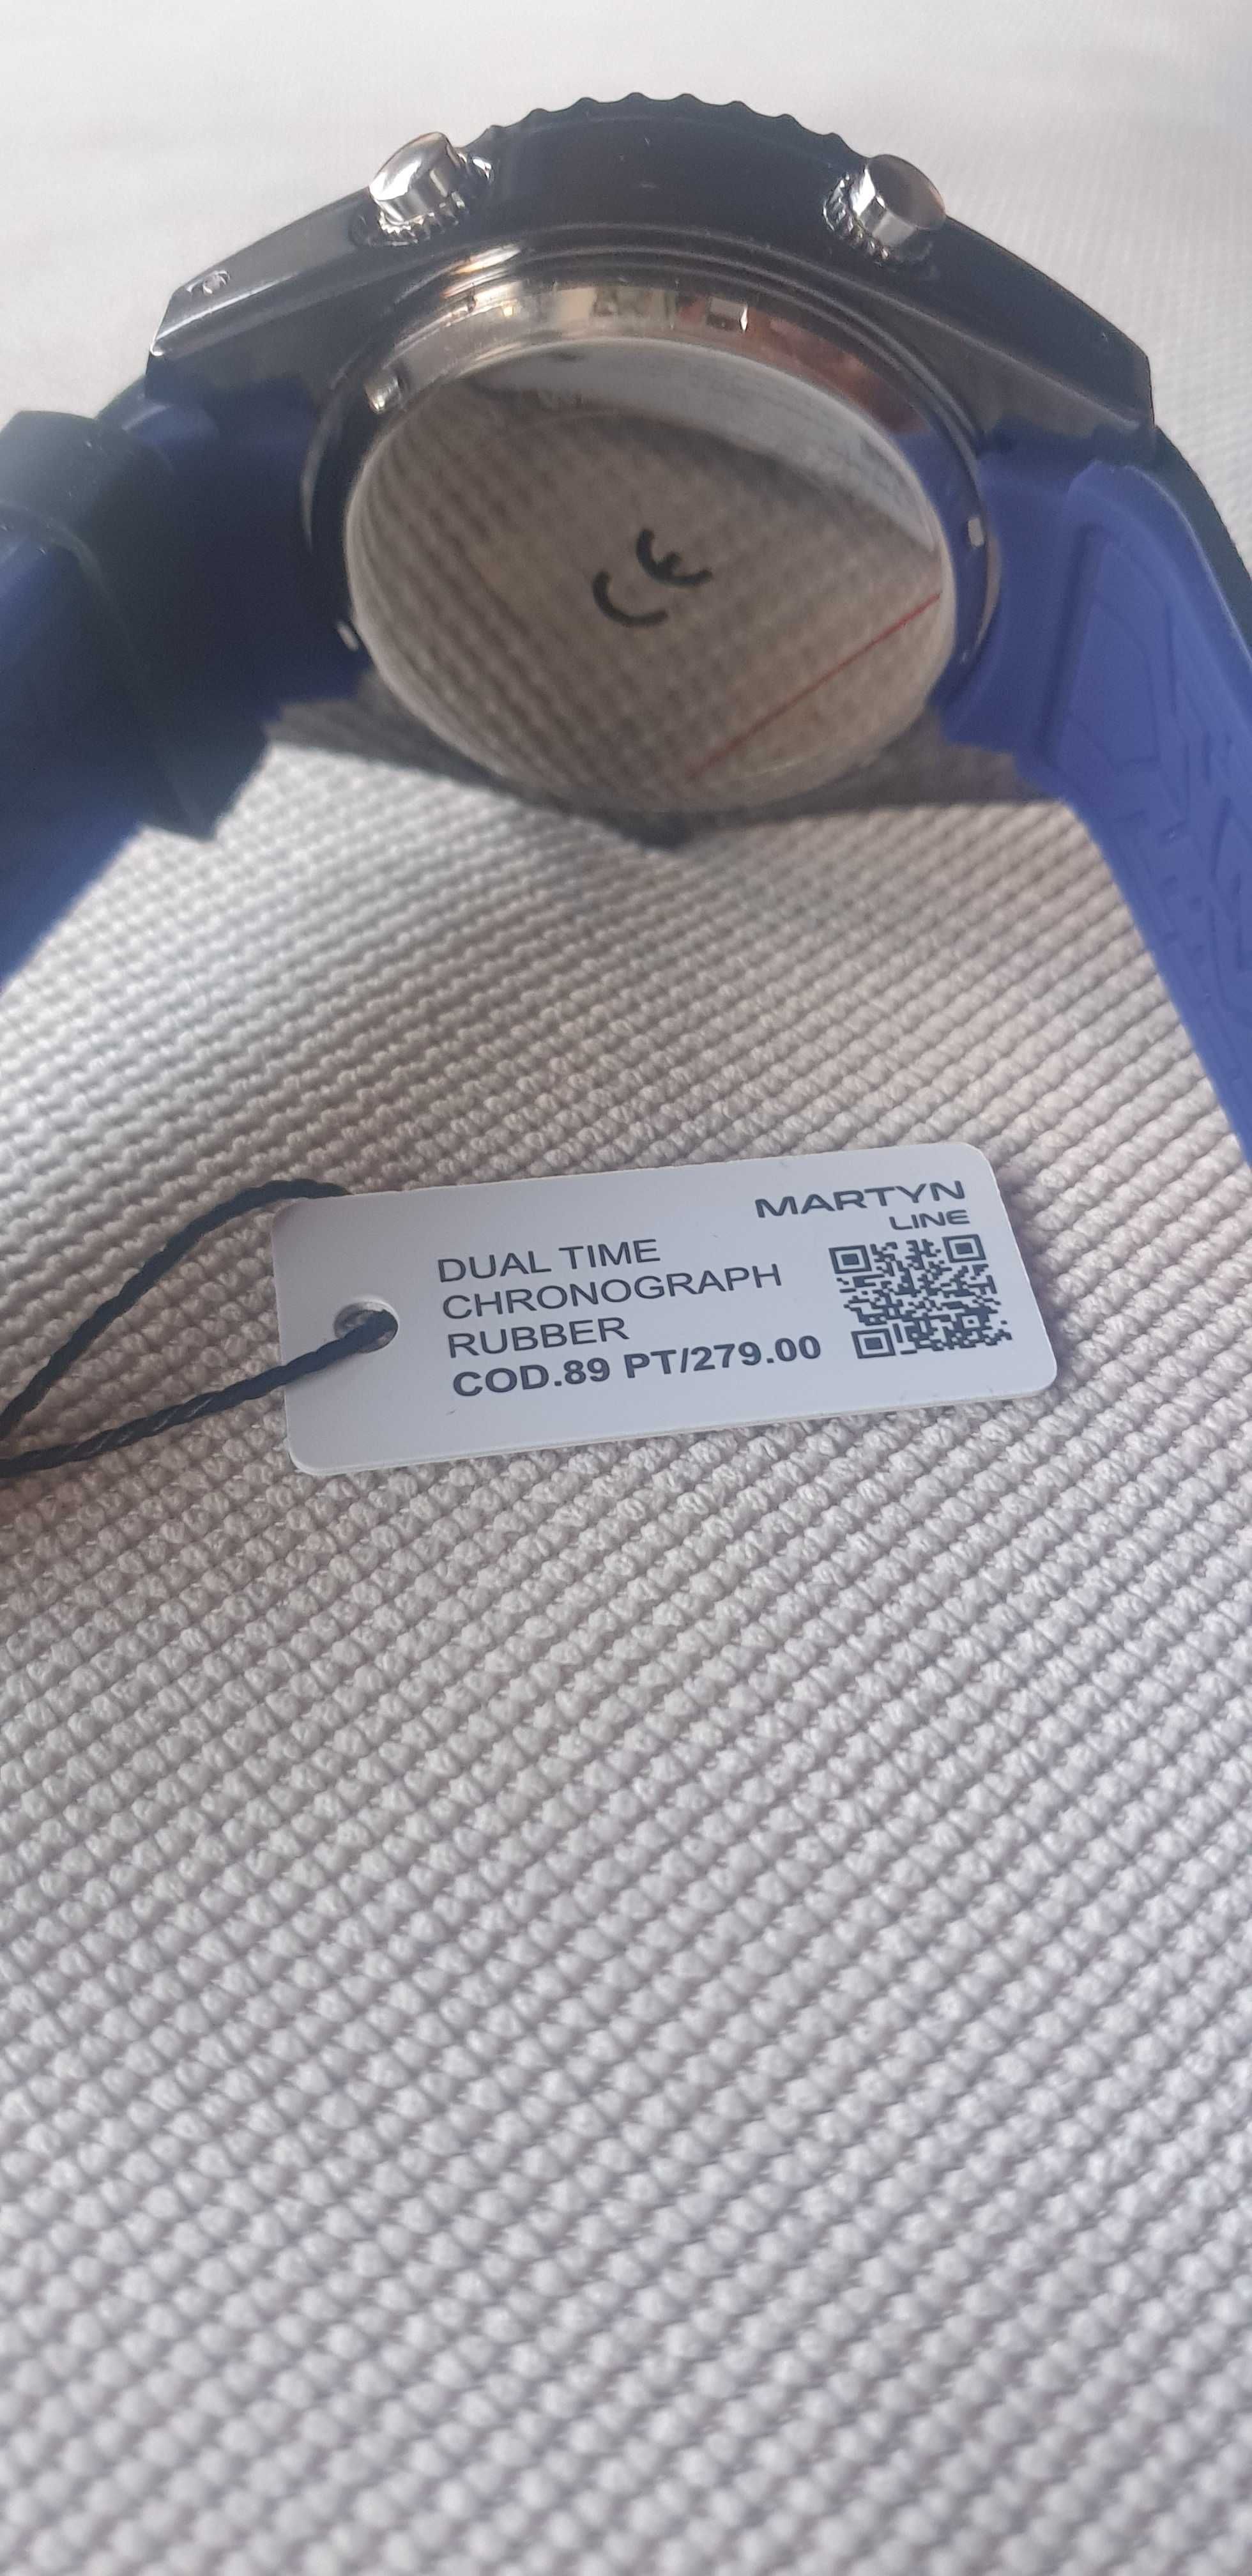 CE
MARTYN
LINE
DUAL TIME
CHRONOGRAPH
RUBBER
COD.89 PT/279.00